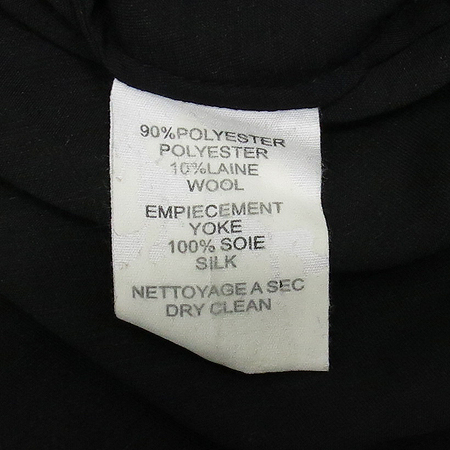 90%POLYESTER
POLYESTER
10%LAINE
WOOL
EMPIECEMENT
YOKE
100% SOIE
SILK
NETTOYAGE A SEC
DRY CLEAN